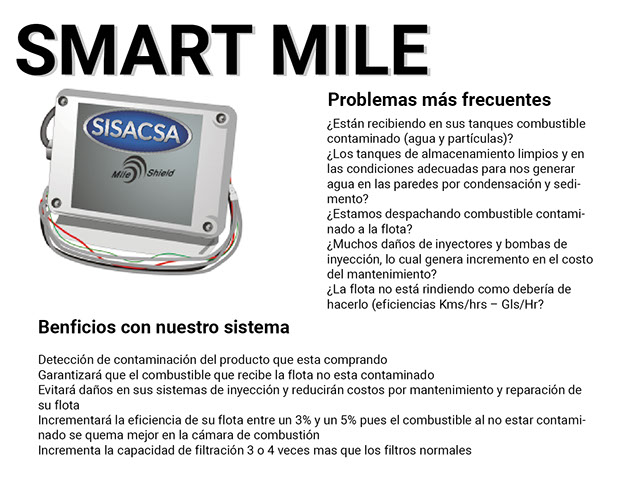 SMART MILE
SISACSA
Mile Shield
Problemas más frecuentes
¿Están recibiendo en sus tanques combustible
contaminado (agua y partículas)?
¿Los tanques de almacenamiento limpios y en
las condiciones adecuadas para nos generar
agua en las paredes por condensación y sedi-
mento?
¿Estamos despachando combustible contami-
nado a la flota?
¿Muchos daños de inyectores y bombas de
inyección, lo cual genera incremento en el costo
del mantenimiento?
¿La flota no está rindiendo como debería de
hacerlo (eficiencias Kms/hrs – Gls/Hr?
Benficios con nuestro sistema
Detección de contaminación del producto que esta comprando
Garantizará que el combustible que recibe la flota no esta contaminado
Evitará daños en sus sistemas de inyección y reducirán costos por mantenimiento y reparación de
su flota
Incrementará la eficiencia de su flota entre un 3% y un 5% pues el combustible al no estar contami-
nado se quema mejor en la cámara de combustión
Incrementa la capacidad de filtración 3 o 4 veces mas que los filtros normales